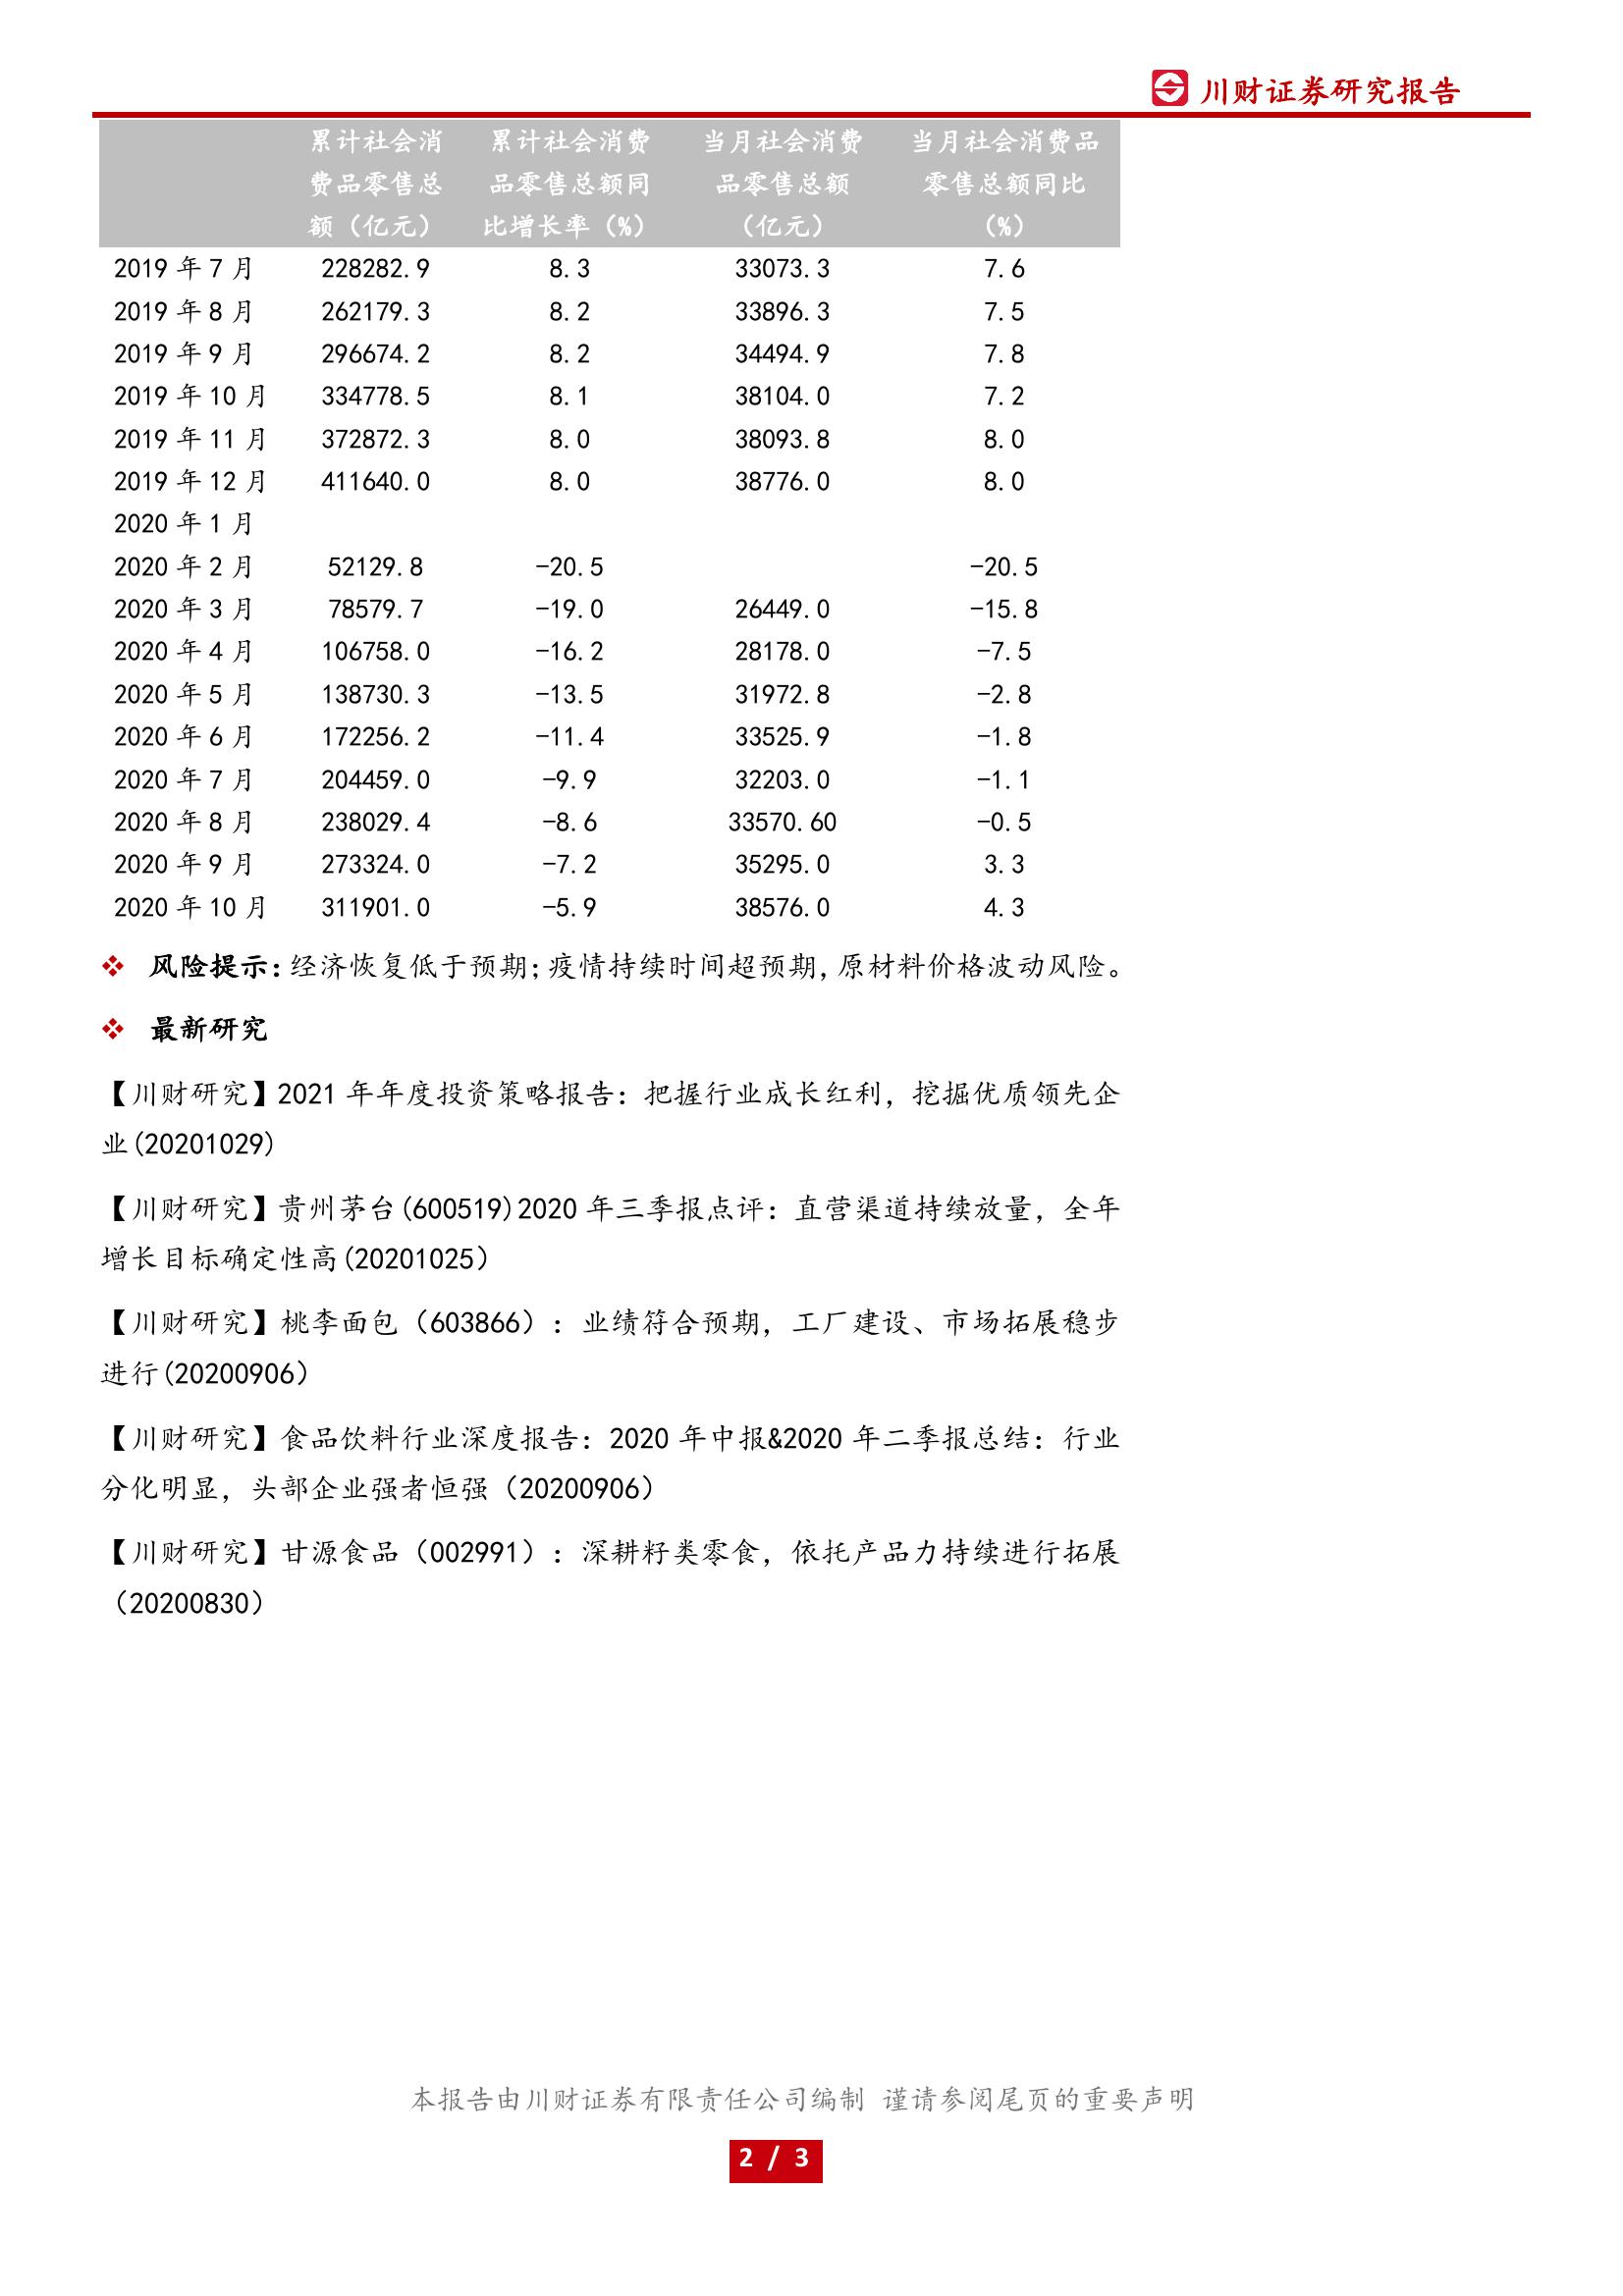 川财证券研究报告
累计社会消 累计社会消费 当月社会消费 当月社会消费品
费品零售总 品零售总额同 品零售总额 零售总额同比
额（亿元） 比增长率（%） （亿元） （%）
2019 年 7 月 228282.9 8.3 33073.3 7.6
2019 年 8 月 262179.3 8.2 33896.3 7.5
2019 年 9 月 296674.2 8.2 34494.9 7.8
2019 年 10 月 334778.5 8.1 38104.0 7.2
2019 年 11 月 372872.3 8.0 38093.8 8.0
2019 年 12 月 411640.0 8.0 38776.0 8.0
2020 年 1 月
2020 年 2 月 52129.8 -20.5 -20.5
2020 年 3 月 78579.7 -19.0 26449.0 -15.8
2020 年 4 月 106758.0 -16.2 28178.0 -7.5
2020 年 5 月 138730.3 -13.5 31972.8 -2.8
2020 年 6 月 172256.2 -11.4 33525.9 -1.8
2020 年 7 月 204459.0 -9.9 32203.0 -1.1
2020 年 8 月 238029.4 -8.6 33570.60 -0.5
2020 年 9 月 273324.0 -7.2 35295.0 3.3
2020 年 10 月 311901.0 -5.9 38576.0 4.3
风险提示：经济恢复低于预期；疫情持续时间超预期，原材料价格波动风险。
最新研究
【川财研究】2021 年年度投资策略报告：把握行业成长红利，挖掘优质领先企
业(20201029)
【川财研究】贵州茅台(600519)2020 年三季报点评：直营渠道持续放量，全年
增长目标确定性高(20201025）
【川财研究】桃李面包（603866）：业绩符合预期，工厂建设、市场拓展稳步
进行(20200906）
【川财研究】食品饮料行业深度报告：2020 年中报&2020 年二季报总结：行业
分化明显，头部企业强者恒强（20200906）
【川财研究】甘源食品（002991）：深耕籽类零食，依托产品力持续进行拓展
（20200830）
本报告由川财证券有限责任公司编制 谨请参阅尾页的重要声明
2 / 3